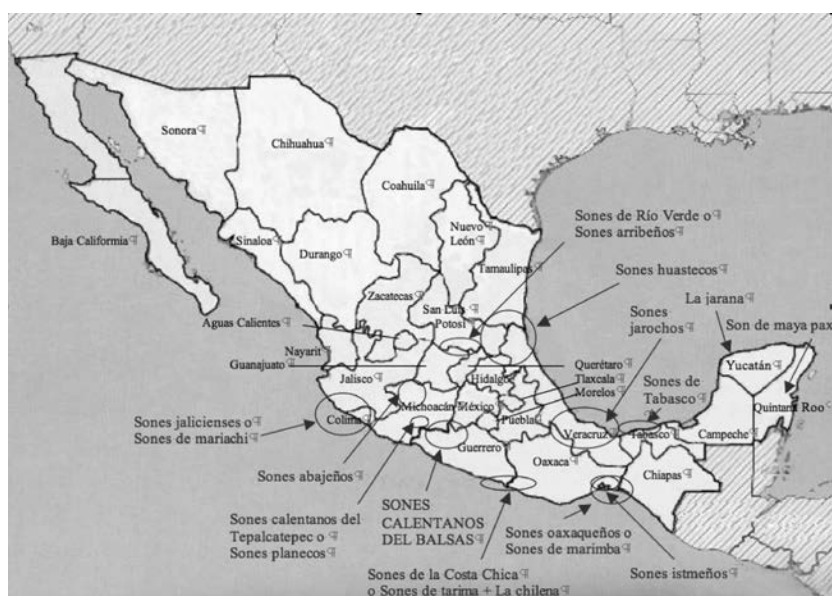 Sonora¶
Chihuahua¶
Coahuila¶
Nuevo¶
León¶
Sones de Río Verde o¶
Sones arribeños¶
Baja California¶
Sinaloa¶
Durango¶
Tamaulipas¶
Sones huastecos¶
Zacatecas¶
San Luis¶
Potosí¶
La jarana¶
Sones¶
jarochos¶
Son de maya pax¶
Aguas Calientes¶
Nayarit¶
Guanajuato¶
Jalisco¶
Hidalgo¶
Querétaro¶
Tlaxcala¶
Morelos¶
Yucatán¶
Sones de¶
Tabasco¶
Quintana Roo¶
Sones jalicienses o¶
Sones de mariachi¶
Colima¶
Michoacán¶
México¶
Puebla¶
Veracruz¶
Tabasco¶
Campeche¶
Guerrero¶
Oaxaca¶
Chiapas¶
Sones abajeños¶
Sones calentanos del¶
Tepalcatepec o¶
Sones planecos¶
SONES¶
CALENTANOS¶
DEL BALSAS¶
Sones oaxaqueños o¶
Sones de marimba¶
Sones de la Costa Chica¶
o Sones de tarima + La chilena¶
Sones istmeños¶